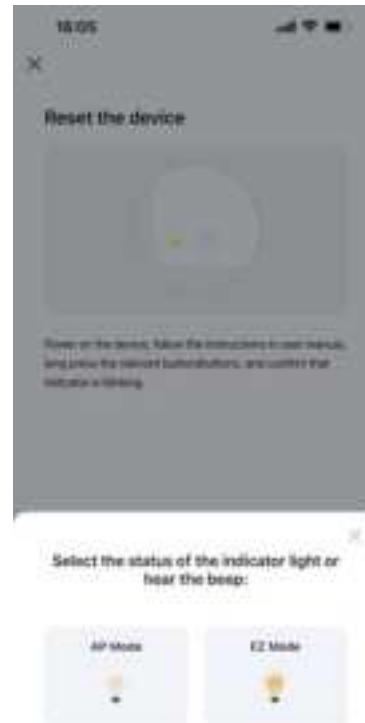 16:05
Reset the device
Power on the device, follow the instructions in user manual,
long press the relevant button/buttons, and confirm that
indicator is blinking.
Select the status of the indicator light or
hear the beep:
AP Mode
EZ Mode